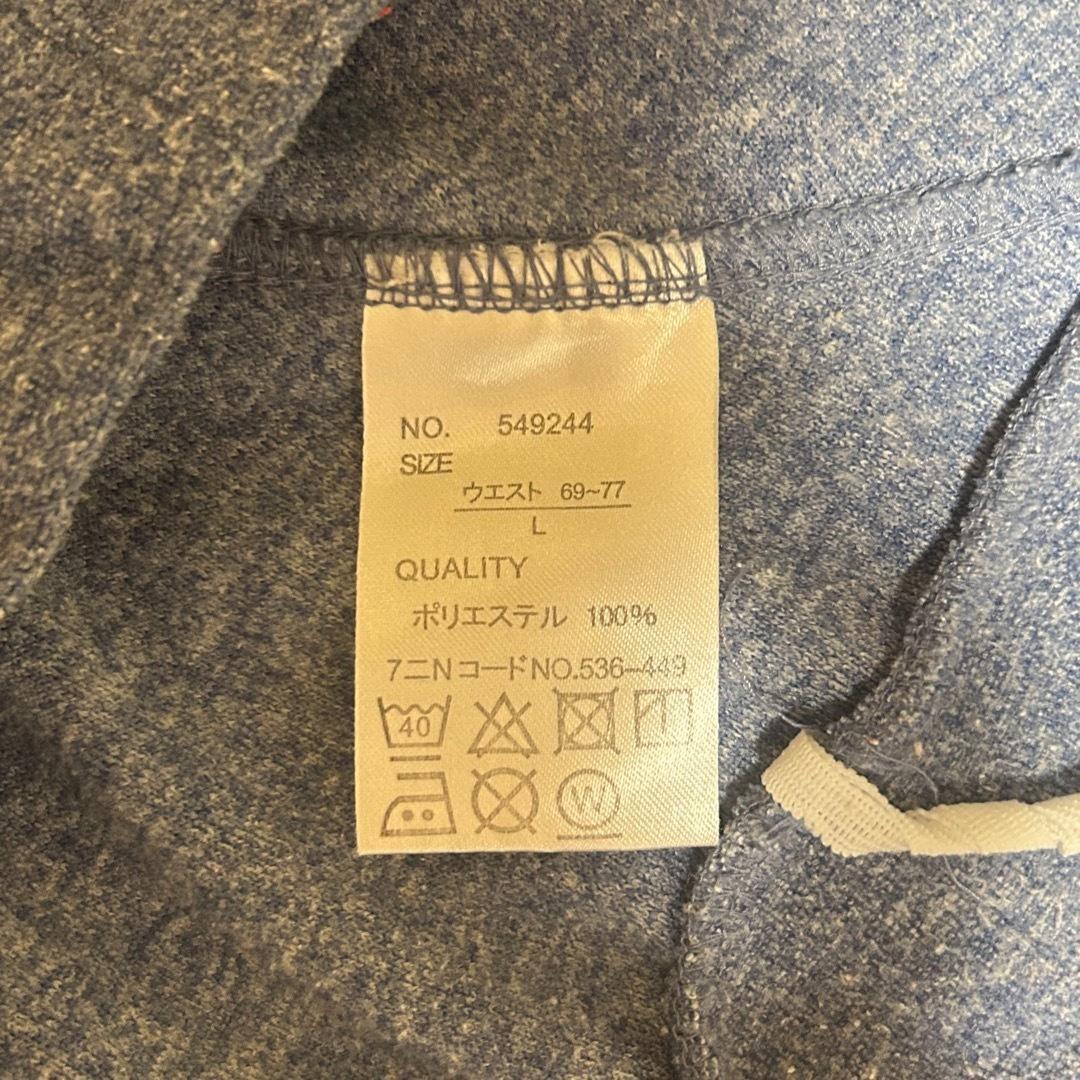 NO. 549244
SIZE
ウエスト 69~77
L
QUALITY
ポリエステル 100%
7ニNコードNO.536-449
40
W